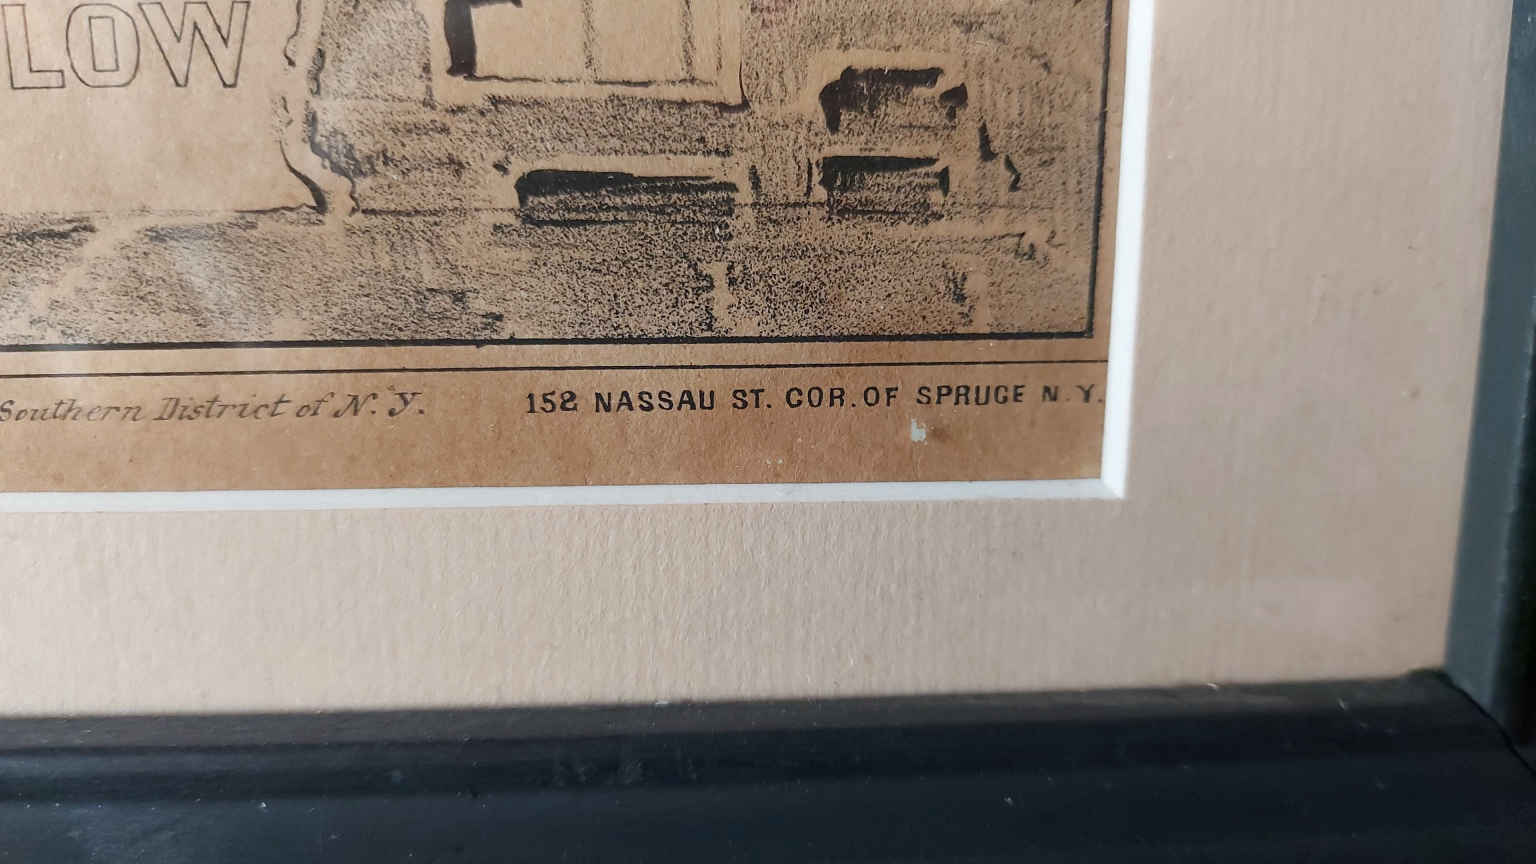 LOW
Southern District of N. Y.
152 NASSAU ST. COR. OF SPRUCE N.Y.